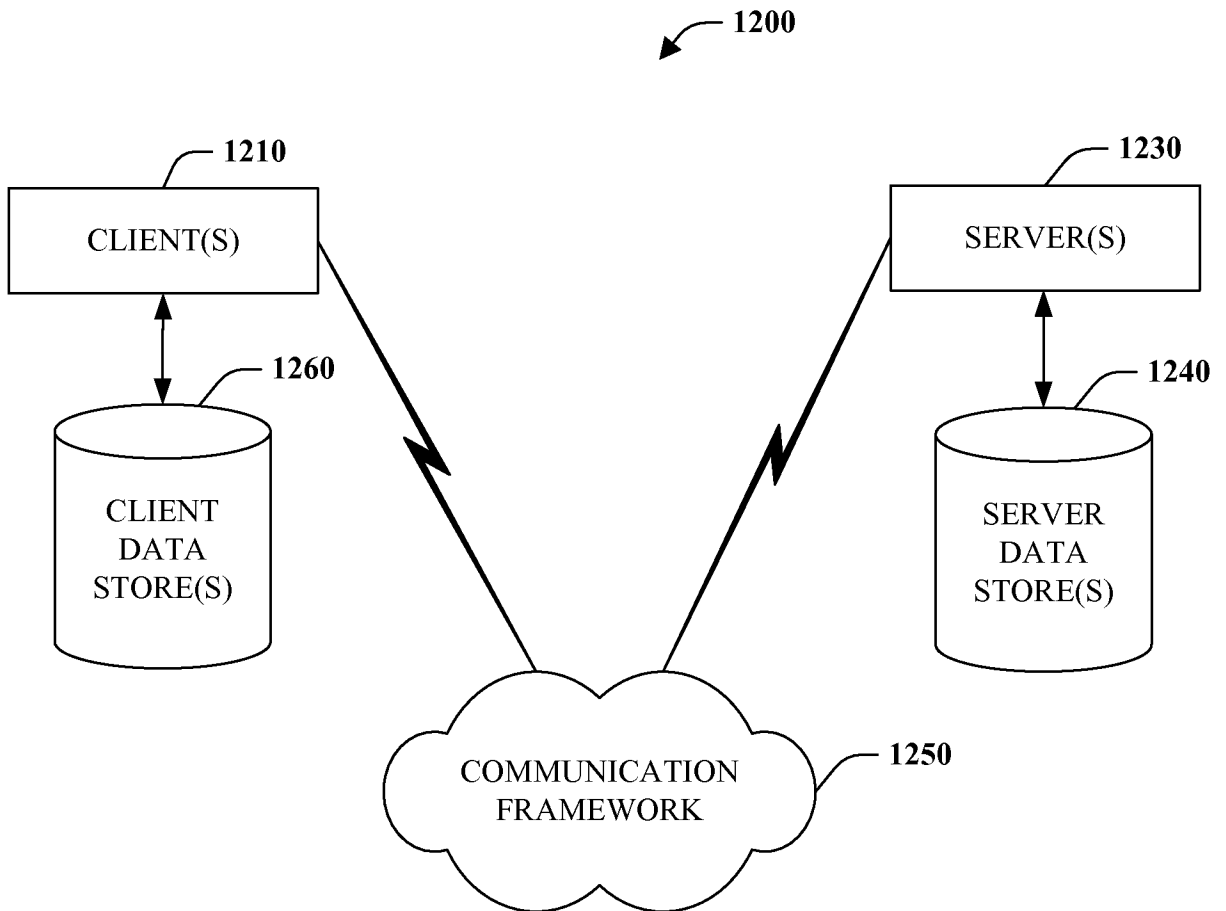 1200
1210
1230
CLIENT(S)
SERVER(S)
1260
1240
CLIENT
DATA
STORE(S)
SERVER
DATA
STORE(S)
1250
COMMUNICATION
FRAMEWORK